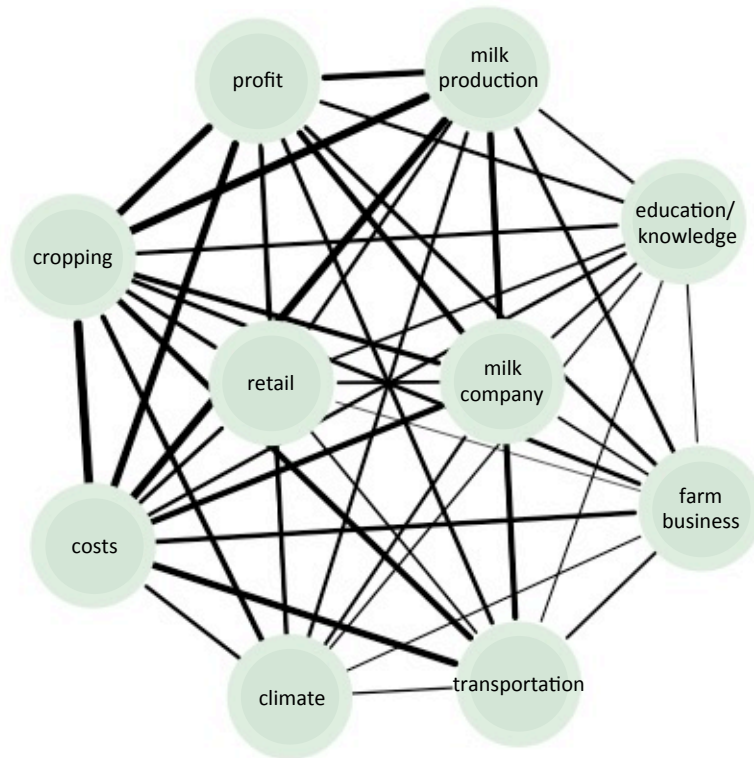 profit
milk
production
education/
knowledge
cropping
retail
milk
company
costs
farm
business
climate
transportation